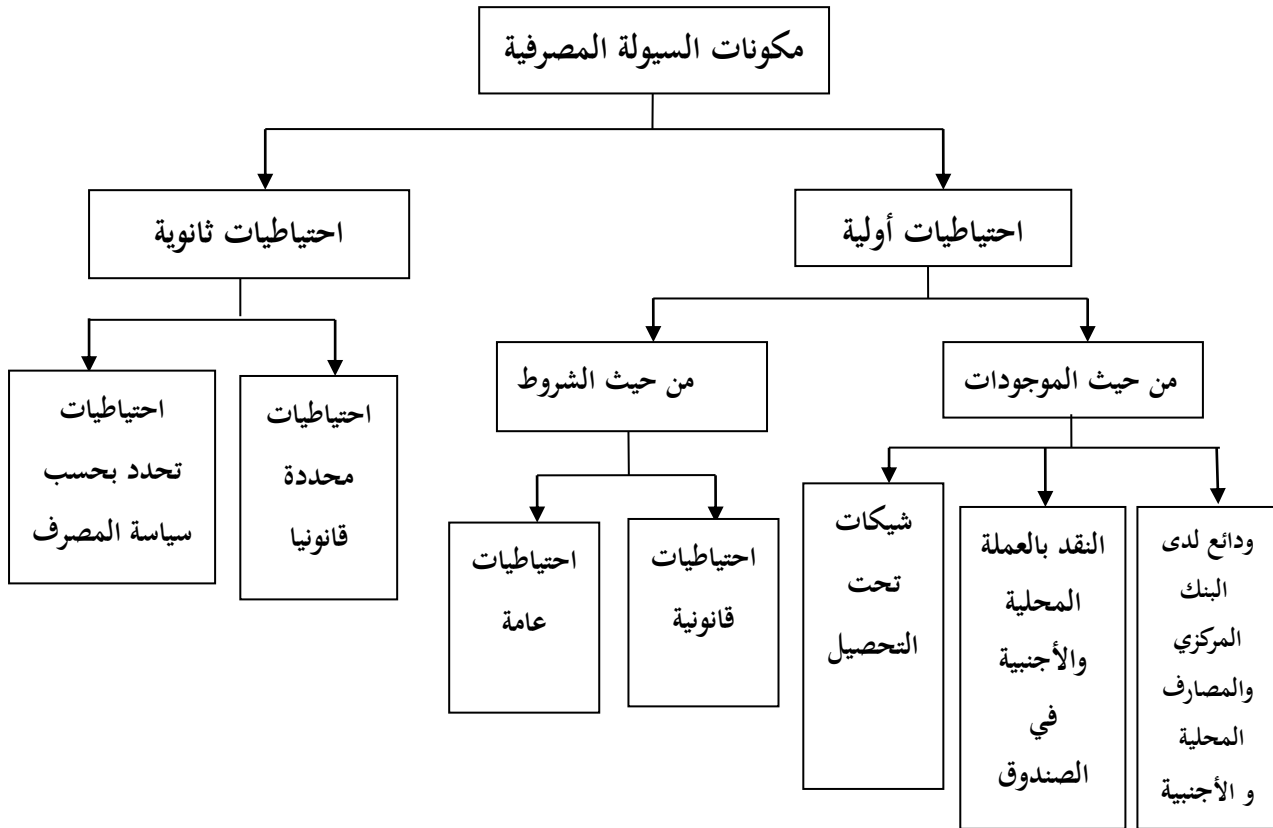 مكونات السيولة المصرفية
احتياطيات أولية
احتياطيات ثانوية
من حيث الموجودات
من حيث الشروط
ودائع لدى
البنك
المركزي
والمصارف
المحلية
و الأجنبية
النقد بالعملة
المحلية
والأجنبية
في
الصندوق
شيكات
تحت
التحصيل
احتياطيات
قانونية
احتياطيات
عامة
احتياطيات
محددة
قانونيا
احتياطيات
تحدد بحسب
سياسة المصرف